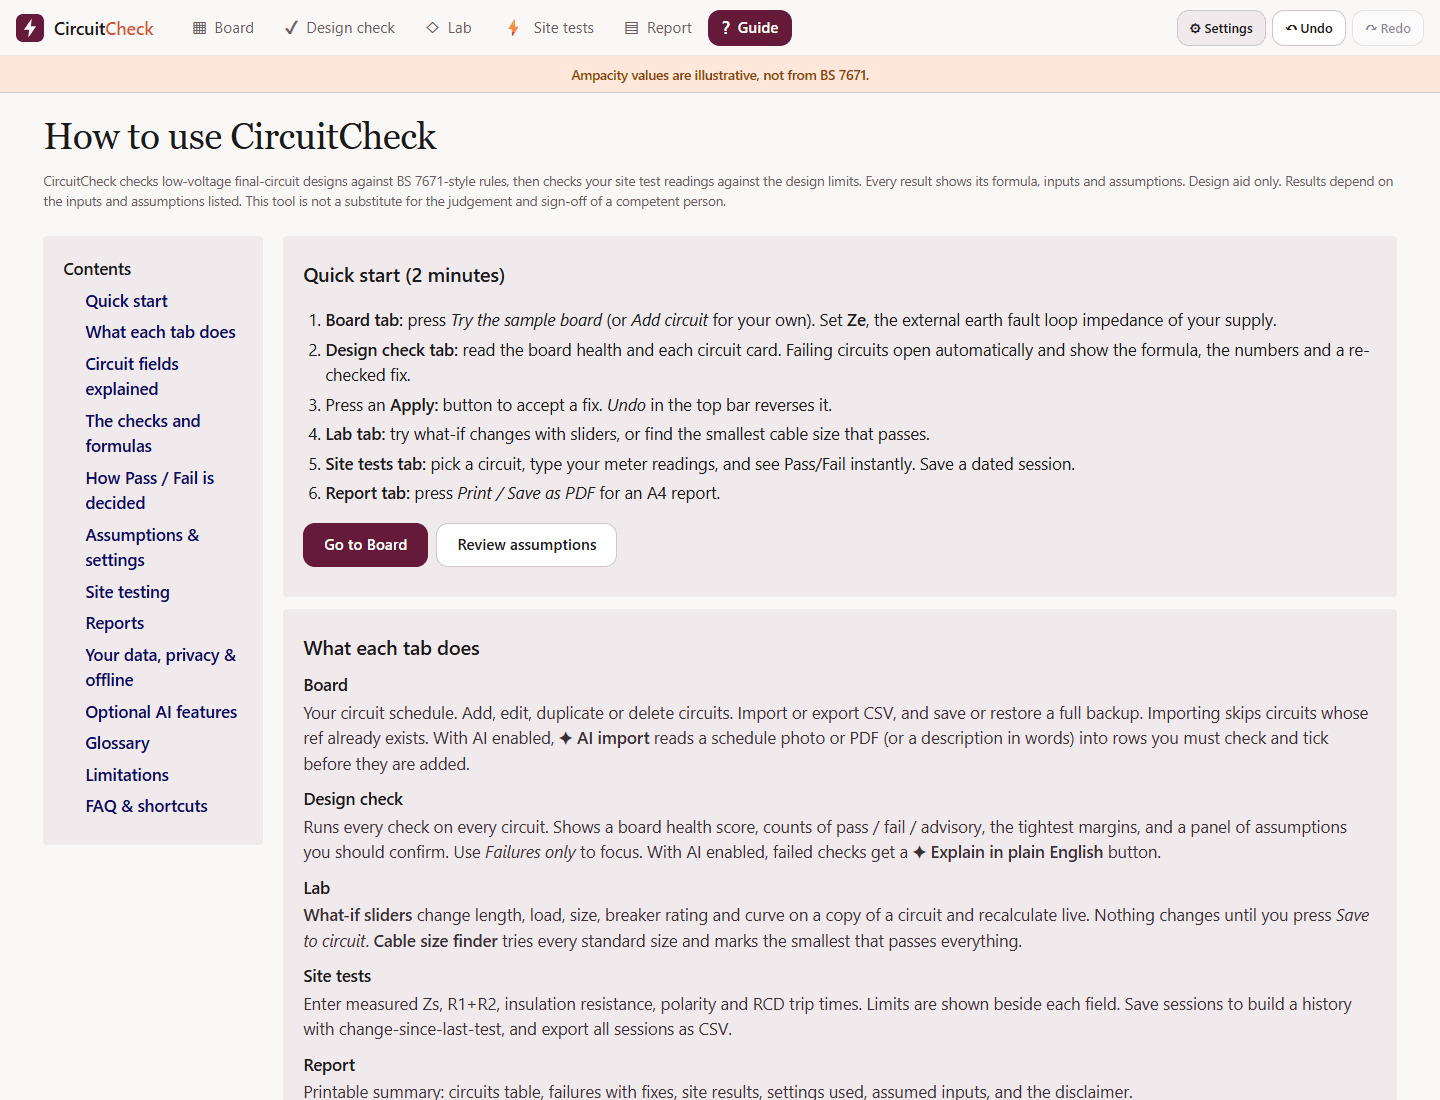 CircuitCheck
Board
Design check
Lab
Site tests
Report
? Guide
Settings
Undo
Redo
Ampacity values are illustrative, not from BS 7671.
How to use CircuitCheck
CircuitCheck checks low-voltage final-circuit designs against BS 7671-style rules, then checks your site test readings against the design limits. Every result shows its formula, inputs and assumptions. Design aid only. Results depend on
the inputs and assumptions listed. This tool is not a substitute for the judgement and sign-off of a competent person.
Contents
Quick start
What each tab does
Circuit fields
explained
The checks and
formulas
How Pass / Fail is
decided
Assumptions &
settings
Site testing
Reports
Your data, privacy &
offline
Optional AI features
Glossary
Limitations
FAQ & shortcuts
Quick start (2 minutes)
1. Board tab: press Try the sample board (or Add circuit for your own). Set Ze, the external earth fault loop impedance of your supply.
2. Design check tab: read the board health and each circuit card. Failing circuits open automatically and show the formula, the numbers and a re-
checked fix.
3. Press an Apply: button to accept a fix. Undo in the top bar reverses it.
4. Lab tab: try what-if changes with sliders, or find the smallest cable size that passes.
5. Site tests tab: pick a circuit, type your meter readings, and see Pass/Fail instantly. Save a dated session.
6. Report tab: press Print / Save as PDF for an A4 report.
Go to Board
Review assumptions
What each tab does
Board
Your circuit schedule. Add, edit, duplicate or delete circuits. Import or export CSV, and save or restore a full backup. Importing skips circuits whose
ref already exists. With AI enabled, ✦ AI import reads a schedule photo or PDF (or a description in words) into rows you must check and tick
before they are added.
Design check
Runs every check on every circuit. Shows a board health score, counts of pass / fail / advisory, the tightest margins, and a panel of assumptions
you should confirm. Use Failures only to focus. With AI enabled, failed checks get a ✦ Explain in plain English button.
Lab
What-if sliders change length, load, size, breaker rating and curve on a copy of a circuit and recalculate live. Nothing changes until you press Save
to circuit. Cable size finder tries every standard size and marks the smallest that passes everything.
Site tests
Enter measured Zs, R1+R2, insulation resistance, polarity and RCD trip times. Limits are shown beside each field. Save sessions to build a history
with change-since-last-test, and export all sessions as CSV.
Report
Printable summary: circuits table, failures with fixes, site results, settings used, assumed inputs, and the disclaimer.